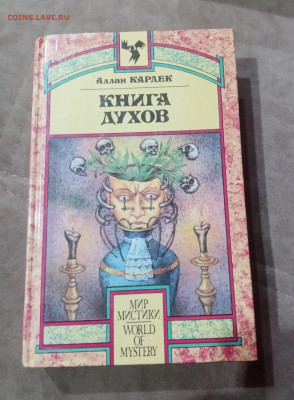 COINS.LAVE.RU
Аллан КАРДЕК
КНИГА
ДУХОВ
МИР
МИСТИКИ
WORLD
OF
MYSTERY